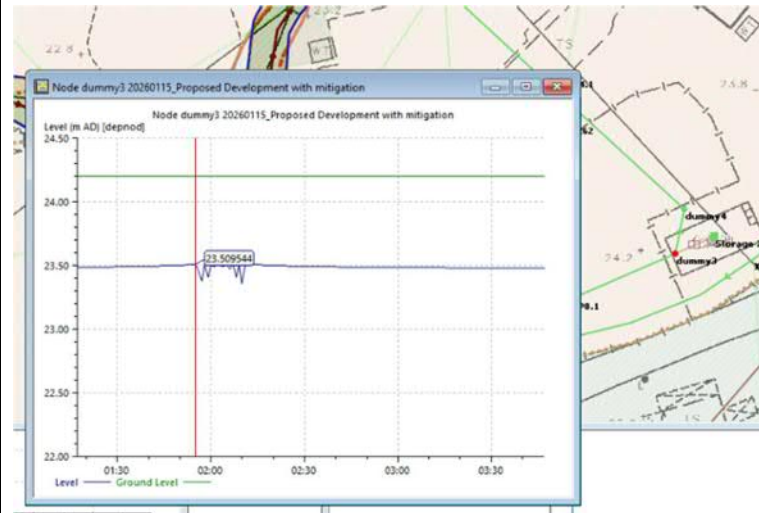 23.2
22.8
TS
WT
Node dummy3 20260115_Proposed Development with mitigation
Node dummy3 20260115_Proposed Development with mitigation
Level (m AD) [depnod]
24.50
24.00
23.50
23.00
22.50
22.00
23.509544
01:30
02:00
02:30
03:00
03:30
Level
Ground Level
23.8
dummy4
Storage
24.2
dummy3